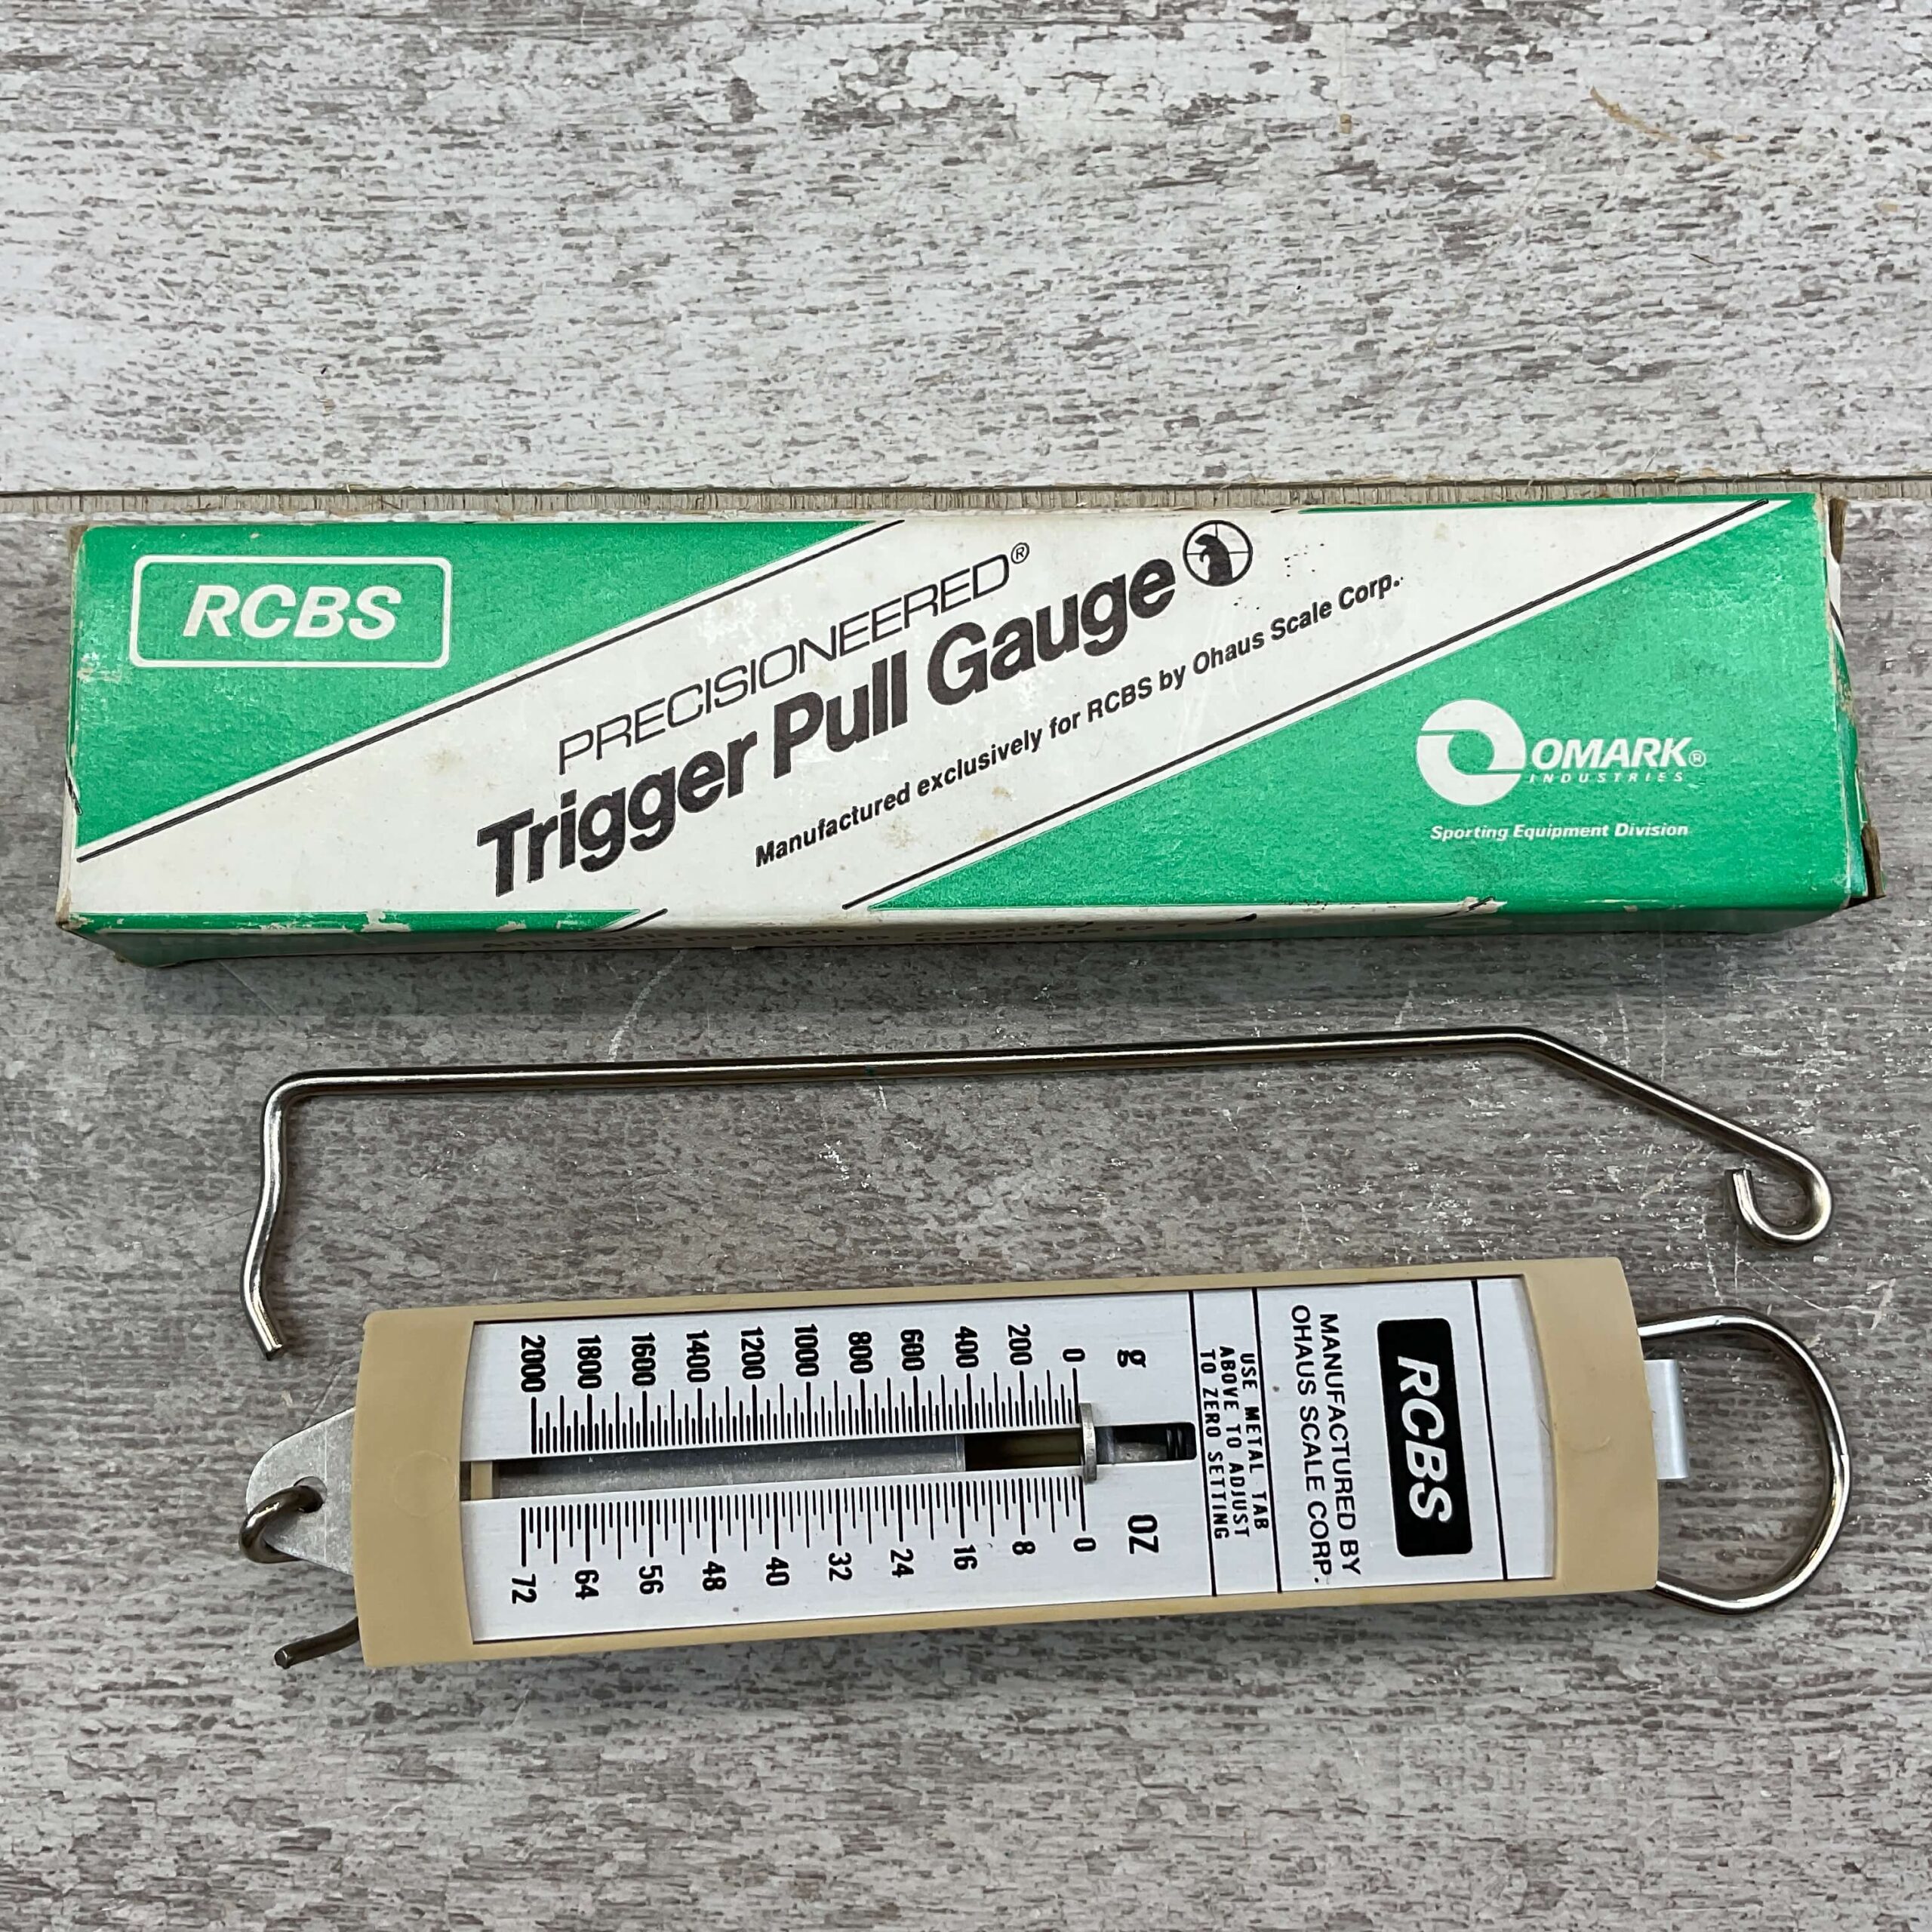 RCBS
PRECISIONEERED®
Trigger Pull Gauge
Manufactured exclusively for RCBS by Ohaus Scale Corp.
OMARK®
INDUSTRIES
Sporting Equipment Division
Capacity
RCBS
MANUFACTURED BY
OHAUS SCALE CORP.
USE METAL TAB
ABOVE TO ADJUST
TO ZERO SETTING
g OZ
0 0
200 8
400 16
600 24
800 32
1000 40
1200 48
1400 56
1600 64
1800 72
2000